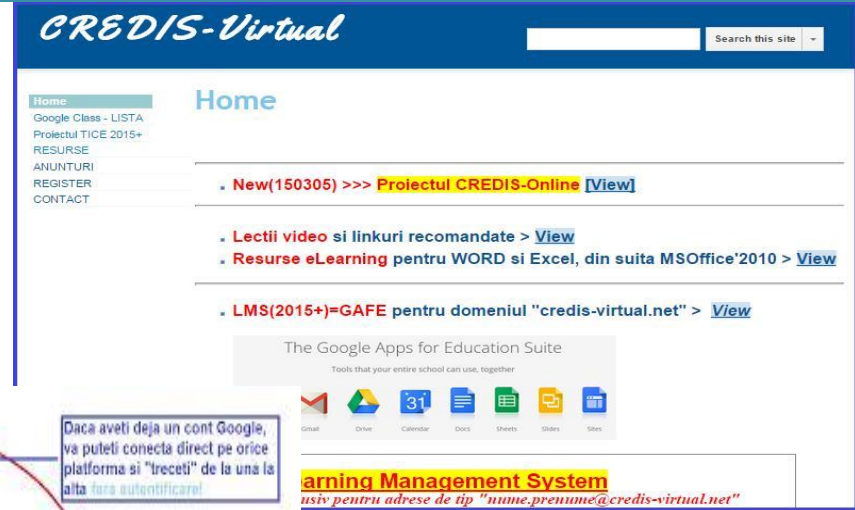 CREDIS-Virtual
Search this site
Home
Google Class - LISTA
Proiectul TICE 2015+
RESURSE
ANUNTURI
REGISTER
CONTACT
Home
New(150305) >>> Proiectul CREDIS-Online [View]
Lectii video si linkuri recomandate > View
Resurse eLearning pentru WORD si Excel, din suita MSOffice'2010 > View
LMS(2015+)=GAFE pentru domeniul "credis-virtual.net" > View
The Google Apps for Education Suite
Tools that your entire school can use, together
31
Gmail Drive Calendar Docs Sheets Slides Sites
Daca aveti deja un cont Google,
va puteti conecta direct pe orice
platforma si "treceti" de la una la
alta fara autentificare!
arning Management System
usiv pentru adrese de tip "nume.prenume@credis-virtual.net"